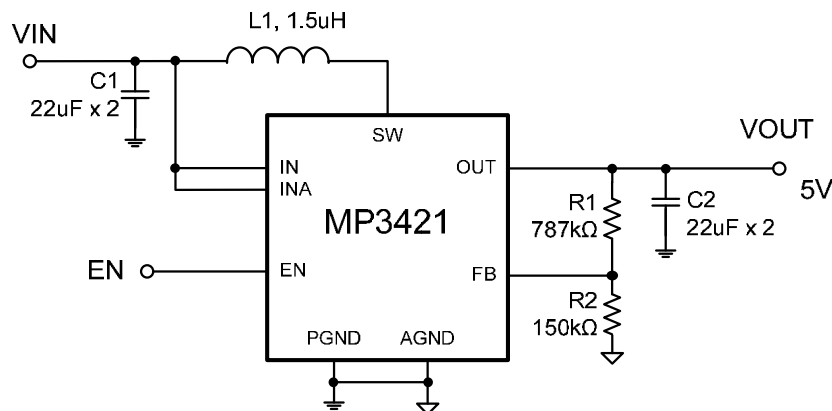 L1, 1.5uH
VIN
C1
22uF x 2
SW
VOUT
IN
OUT
INA
5V
R1
787kΩ
C2
22uF x 2
MP3421
EN
EN
FB
R2
150kΩ
PGND
AGND